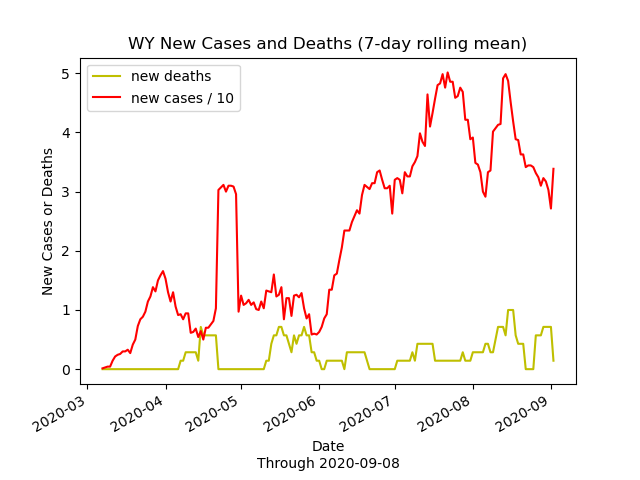 WY New Cases and Deaths (7-day rolling mean)
new deaths
new cases / 10
New Cases or Deaths
5
4
3
2
1
0
2020-03
2020-04
2020-05
2020-06
2020-07
2020-08
2020-09
Date
Through 2020-09-08